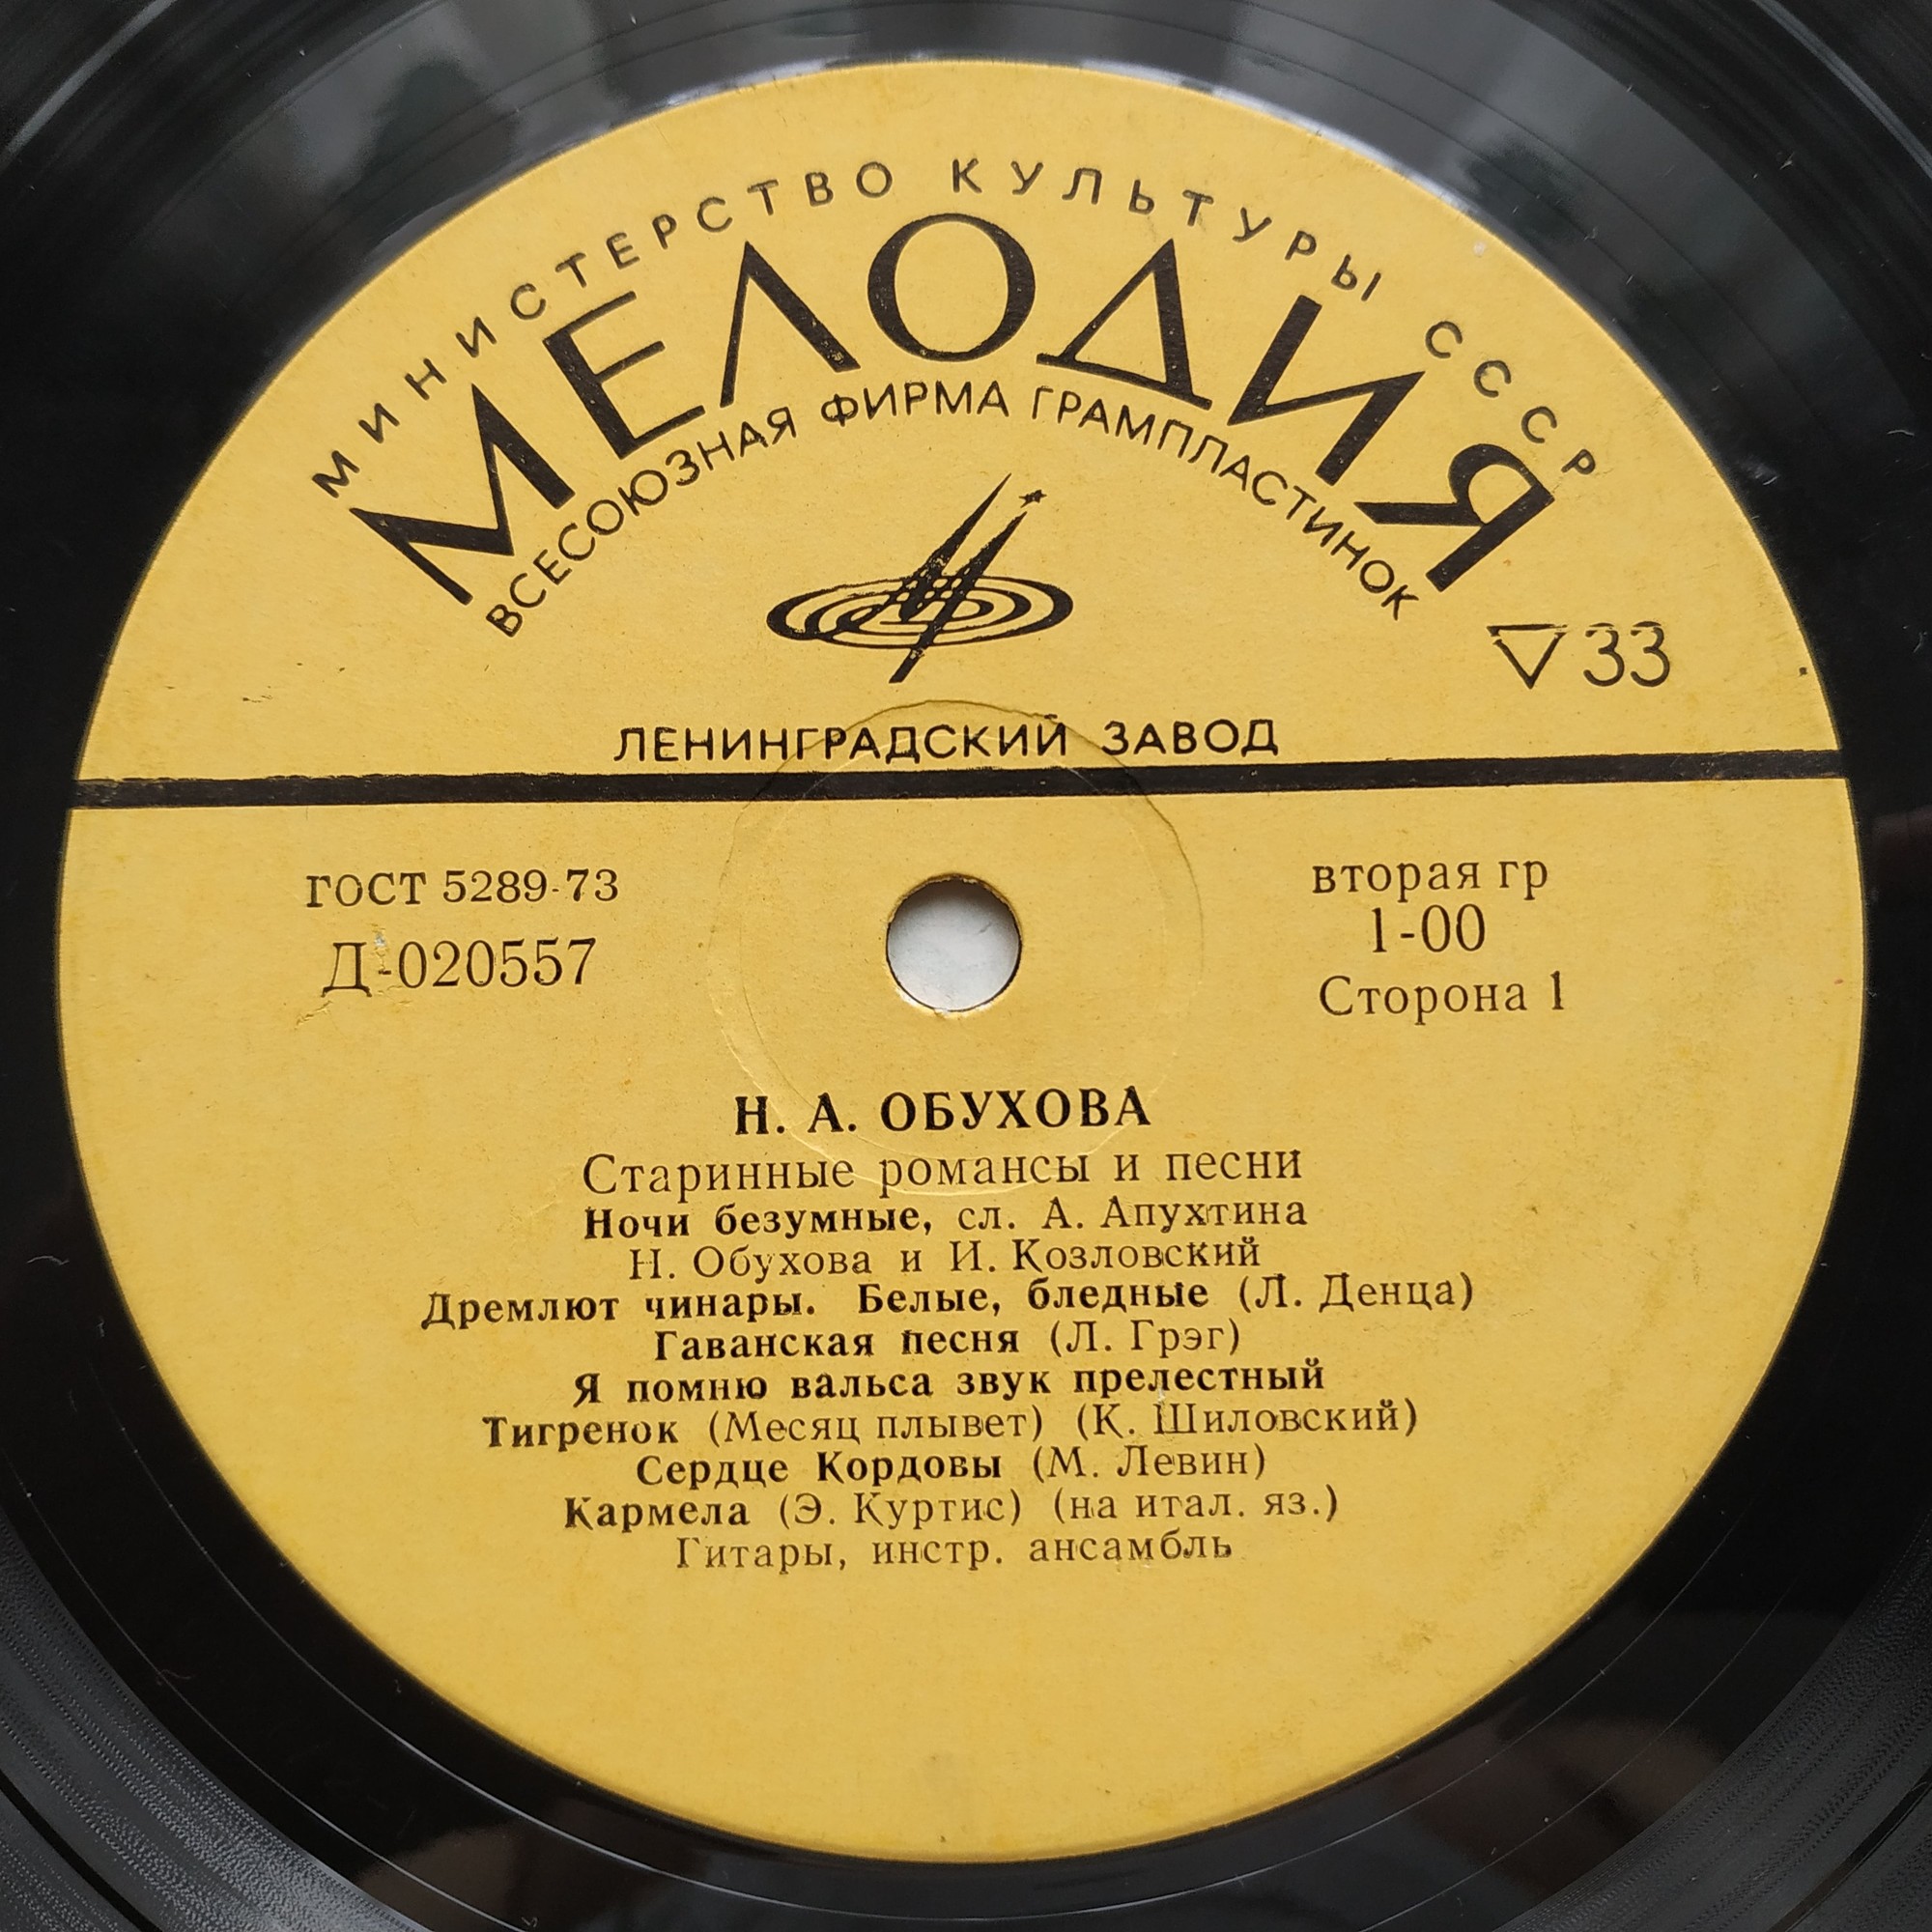 МИНИСТЕРСТВО КУЛЬТУРЫ СССР
МЕЛОДИЯ
ВСЕСОЮЗНАЯ ФИРМА ГРАМПЛАСТИНОК
33
ЛЕНИНГРАДСКИЙ ЗАВОД
ГОСТ 5289-73
Д-020557
вторая гр
1-00
Сторона 1
Н. А. ОБУХОВА
Старинные романсы и песни
Ночи безумные, сл. А. Апухтина
Н. Обухова и И. Козловский
Дремлют чинары. Белые, бледные (Л. Денца)
Гаванская песня (Л. Грэг)
Я помню вальса звук прелестный
Тигренок (Месяц плывет) (К. Шиловский)
Сердце Кордовы (М. Левин)
Кармела (Э. Куртис) (на итал. яз.)
Гитары, инстр. ансамбль